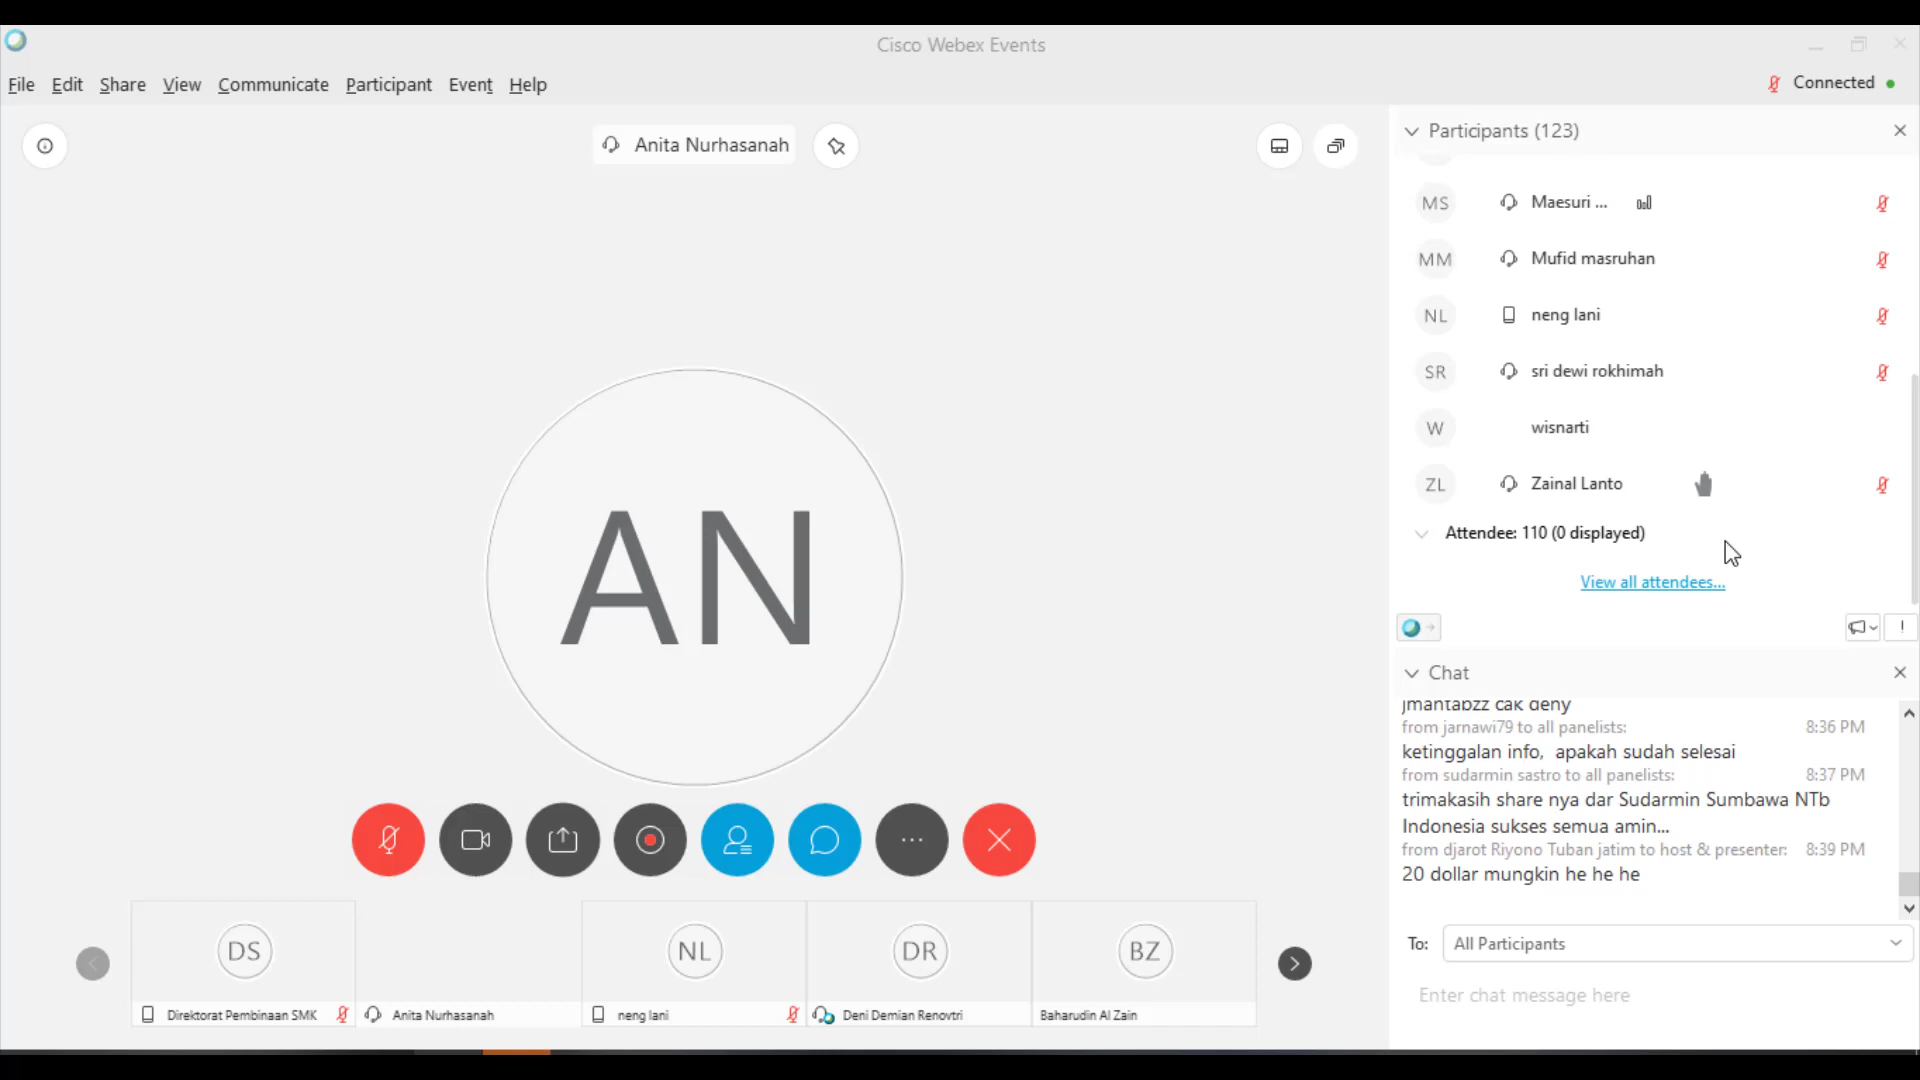 Cisco Webex Events
File Edit Share View Communicate Participant Event Help
Connected
Anita Nurhasanah
Participants (123)
MS Maesuri ...
MM Mufid masruhan
NL neng lani
SR sri dewi rokhimah
W wisnarti
ZL Zainal Lanto
Attendee: 110 (0 displayed)
View all attendees...
AN
Chat
jmantabzz cak deny
from jarnawi79 to all panelists: 8:36 PM
ketinggalan info, apakah sudah selesai
from sudarmin sastro to all panelists: 8:37 PM
trimakasih share nya dar Sudarmin Sumbawa NTb
Indonesia sukses semua amin...
from djarot Riyono Tuban jatim to host & presenter: 8:39 PM
20 dollar mungkin he he he
To: All Participants
Enter chat message here
DS
NL
DR
BZ
Direktorat Pembinaan SMK
Anita Nurhasanah
neng lani
Deni Demian Renovtri
Baharudin Al Zain